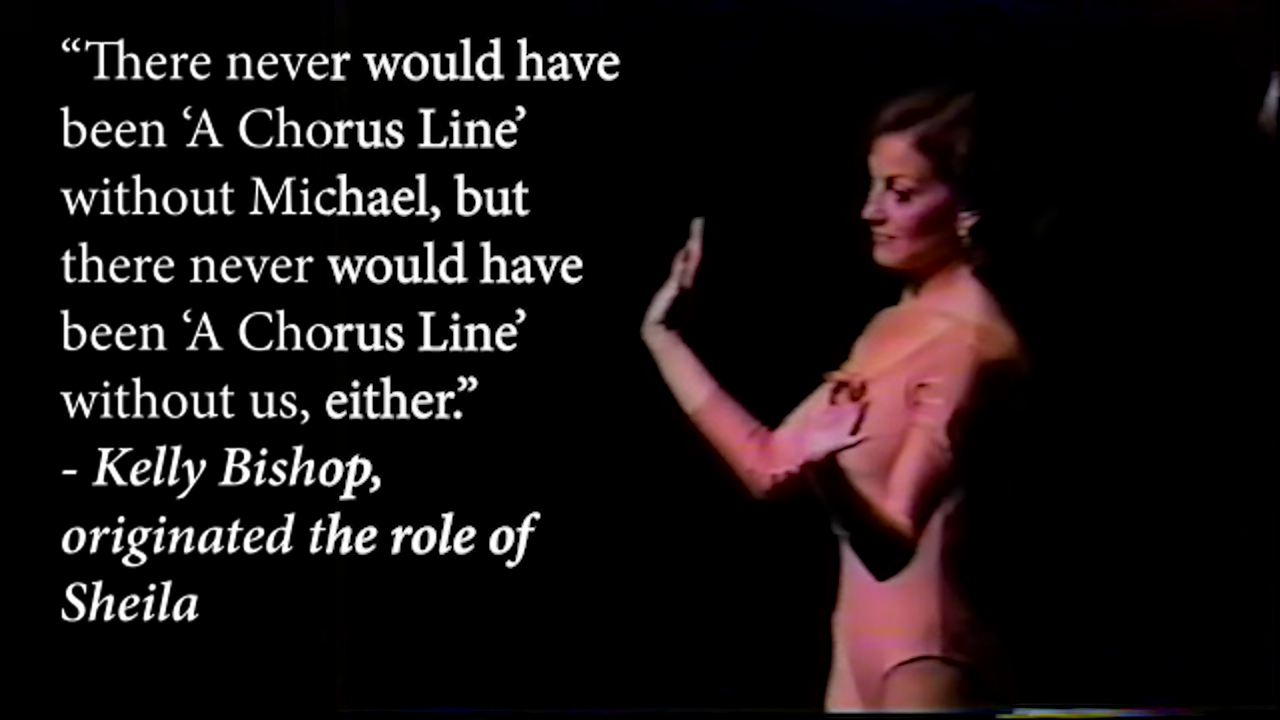 “There never would have
been ‘A Chorus Line’
without Michael, but
there never would have
been ‘A Chorus Line’
without us, either.”
- Kelly Bishop,
originated the role of
Sheila